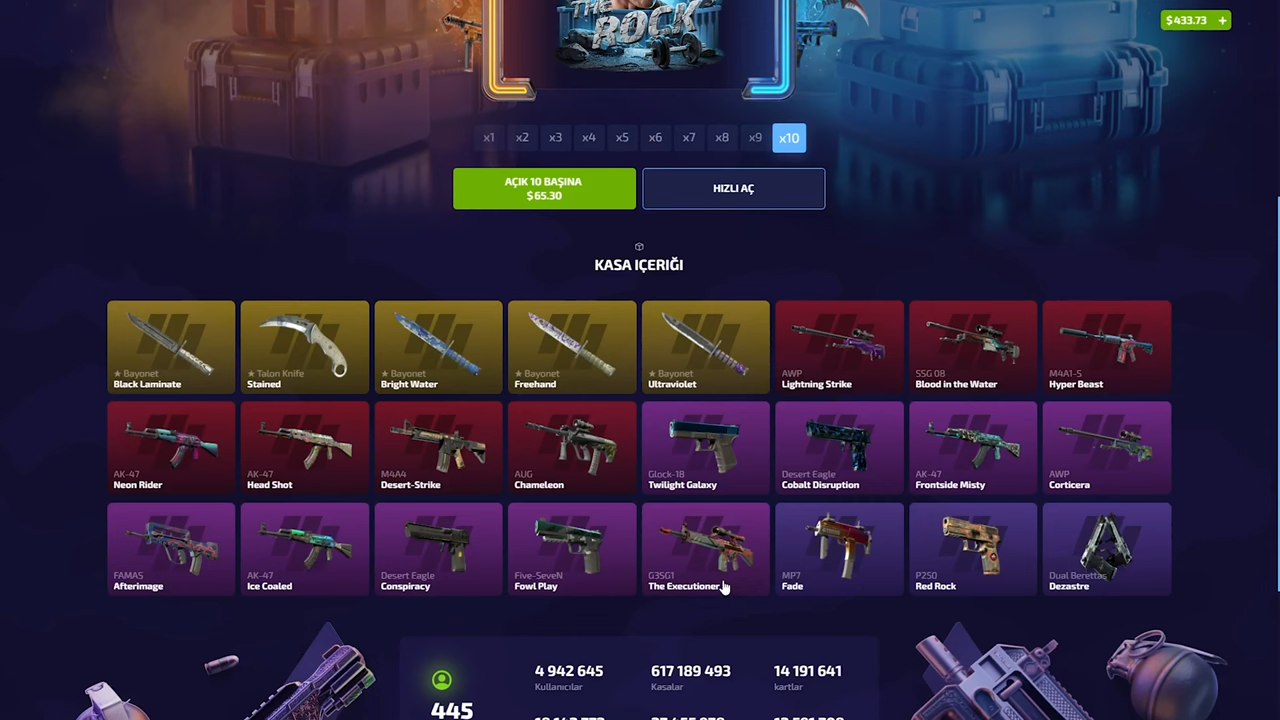 THE
ROCK
$433.73 +
x1 x2 x3 x4 x5 x6 x7 x8 x9 x10
AÇIK 10 BAŞINA
$65.30
HIZLI AÇ
KASA IÇERIĞI
★ Bayonet
Black Laminate
★ Talon Knife
Stained
★ Bayonet
Bright Water
★ Bayonet
Freehand
★ Bayonet
Ultraviolet
AWP
Lightning Strike
SSG 08
Blood in the Water
M4A1-S
Hyper Beast
AK-47
Neon Rider
AK-47
Head Shot
M4A4
Desert-Strike
AUG
Chameleon
Glock-18
Twilight Galaxy
Desert Eagle
Cobalt Disruption
AK-47
Frontside Misty
AWP
Corticera
FAMAS
Afterimage
AK-47
Ice Coaled
Desert Eagle
Conspiracy
Five-SeveN
Fowl Play
G3SG1
The Executioner
MP7
Fade
P250
Red Rock
Dual Berettas
Dezastre
445
4 942 645
Kullanıcılar
617 189 493
Kasalar
14 191 641
kartlar